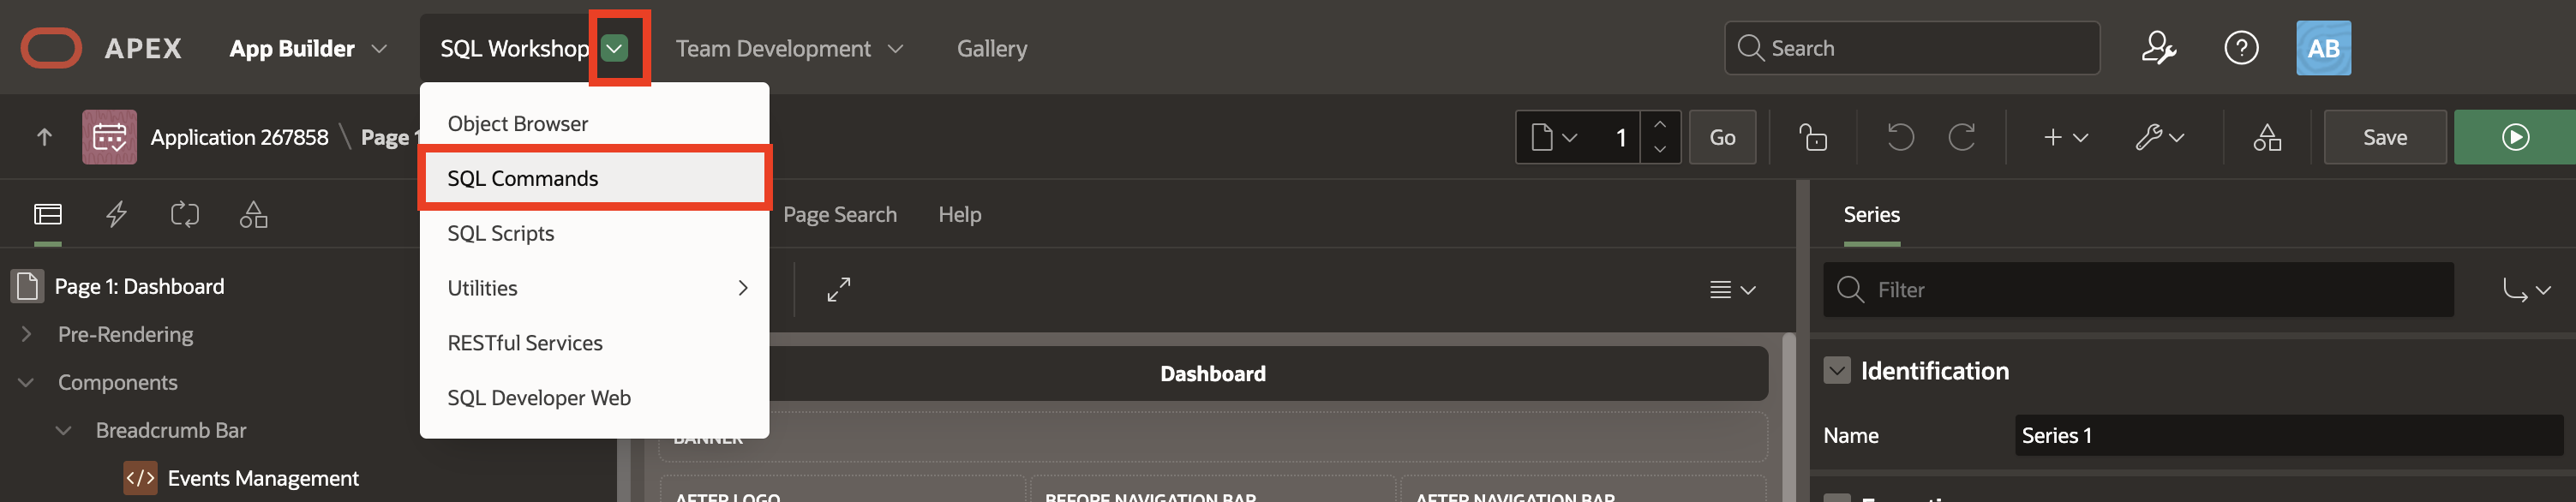 APEX App Builder SQL Workshop Team Development Gallery Search AB
Application 267858 \ Page 1 Go Save
Object Browser
SQL Commands
SQL Scripts
Utilities
RESTful Services
SQL Developer Web
Page Search Help
Series
Page 1: Dashboard
Filter
Pre-Rendering
Components
Breadcrumb Bar
</> Events Management
Dashboard
BANNER
AFTER LOGO BEFORE NAVIGATION BAR AFTER NAVIGATION BAR
Identification
Name Series 1